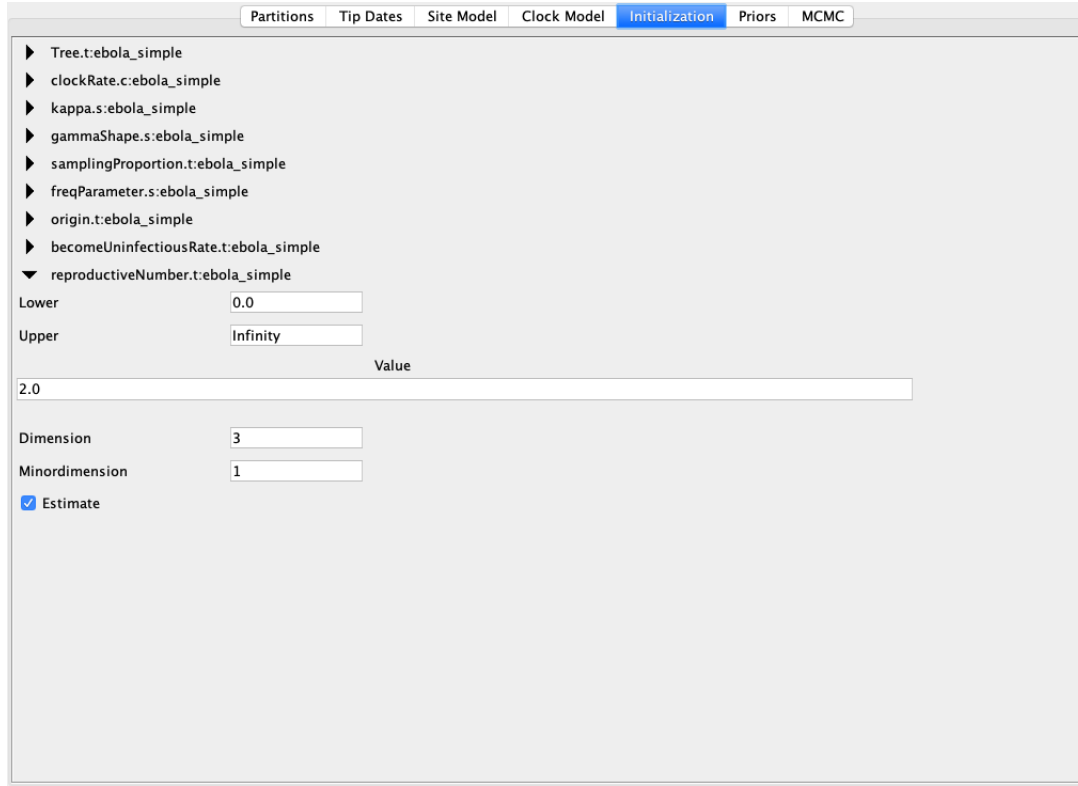 Partitions Tip Dates Site Model Clock Model Initialization Priors MCMC
Tree.t:ebola_simple
clockRate.c:ebola_simple
kappa.s:ebola_simple
gammaShape.s:ebola_simple
samplingProportion.t:ebola_simple
freqParameter.s:ebola_simple
origin.t:ebola_simple
becomeUninfectiousRate.t:ebola_simple
reproductiveNumber.t:ebola_simple
Lower 0.0
Upper Infinity
Value
2.0
Dimension 3
Minordimension 1
Estimate